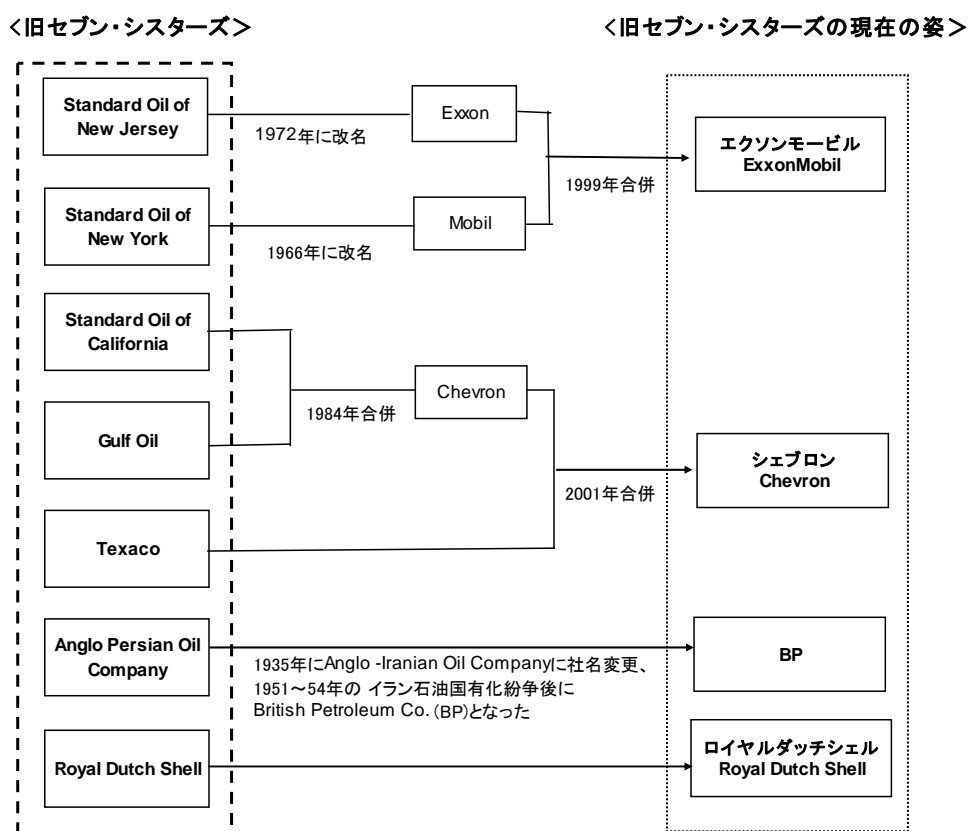 ＜旧セブン・シスターズ＞
＜旧セブン・シスターズの現在の姿＞
Standard Oil of
New Jersey
1972年に改名
Exxon
1999年合併
エクソンモービル
ExxonMobil
Standard Oil of
New York
1966年に改名
Mobil
Standard Oil of
California
1984年合併
Chevron
Gulf Oil
2001年合併
シェブロン
Chevron
Texaco
Anglo Persian Oil
Company
1935年にAnglo -Iranian Oil Companyに社名変更、
1951～54年の イラン石油国有化紛争後に
British Petroleum Co. (BP)となった
BP
Royal Dutch Shell
ロイヤルダッチシェル
Royal Dutch Shell